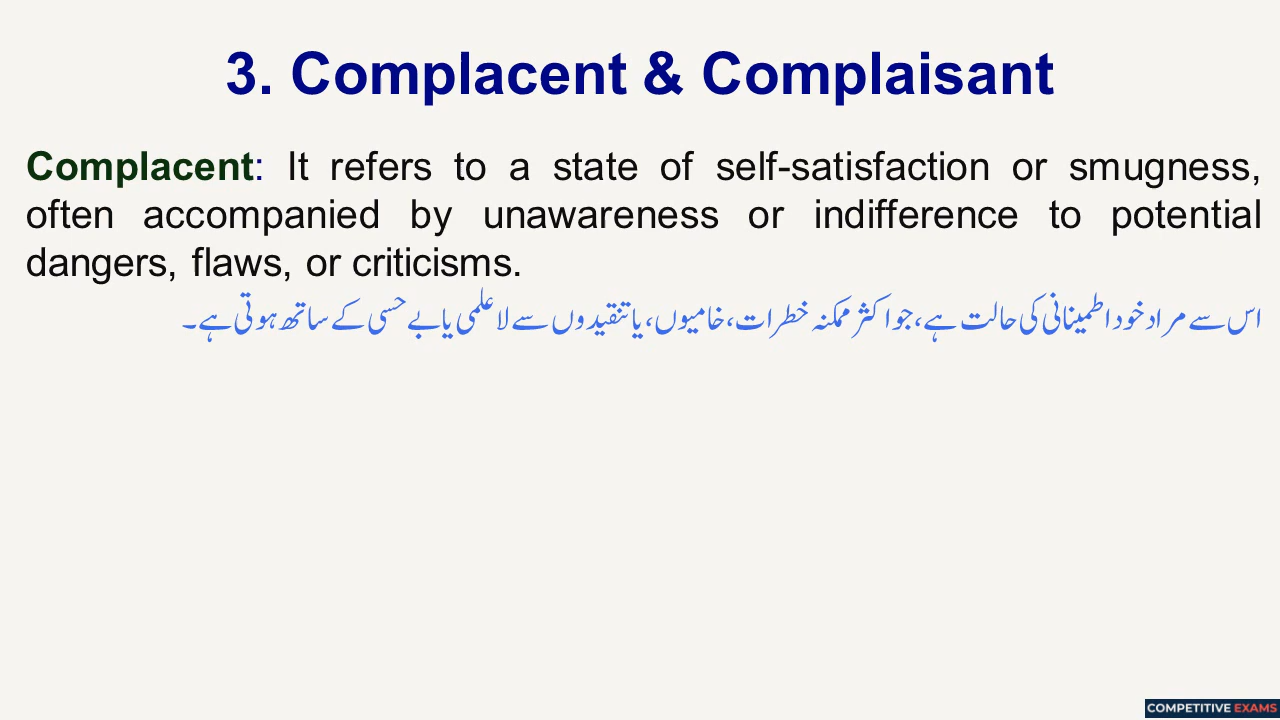 3. Complacent & Complaisant
Complacent: It refers to a state of self-satisfaction or smugness,
often accompanied by unawareness or indifference to potential
dangers, flaws, or criticisms.
اس سے مراد خود اطمینانی کی حالت ہے، جو اکثر ممکنہ خطرات، خامیوں، یا تنقیدوں سے لاعلمی یا بے حسی کے ساتھ ہوتی ہے۔
COMPETITIVE EXAMS